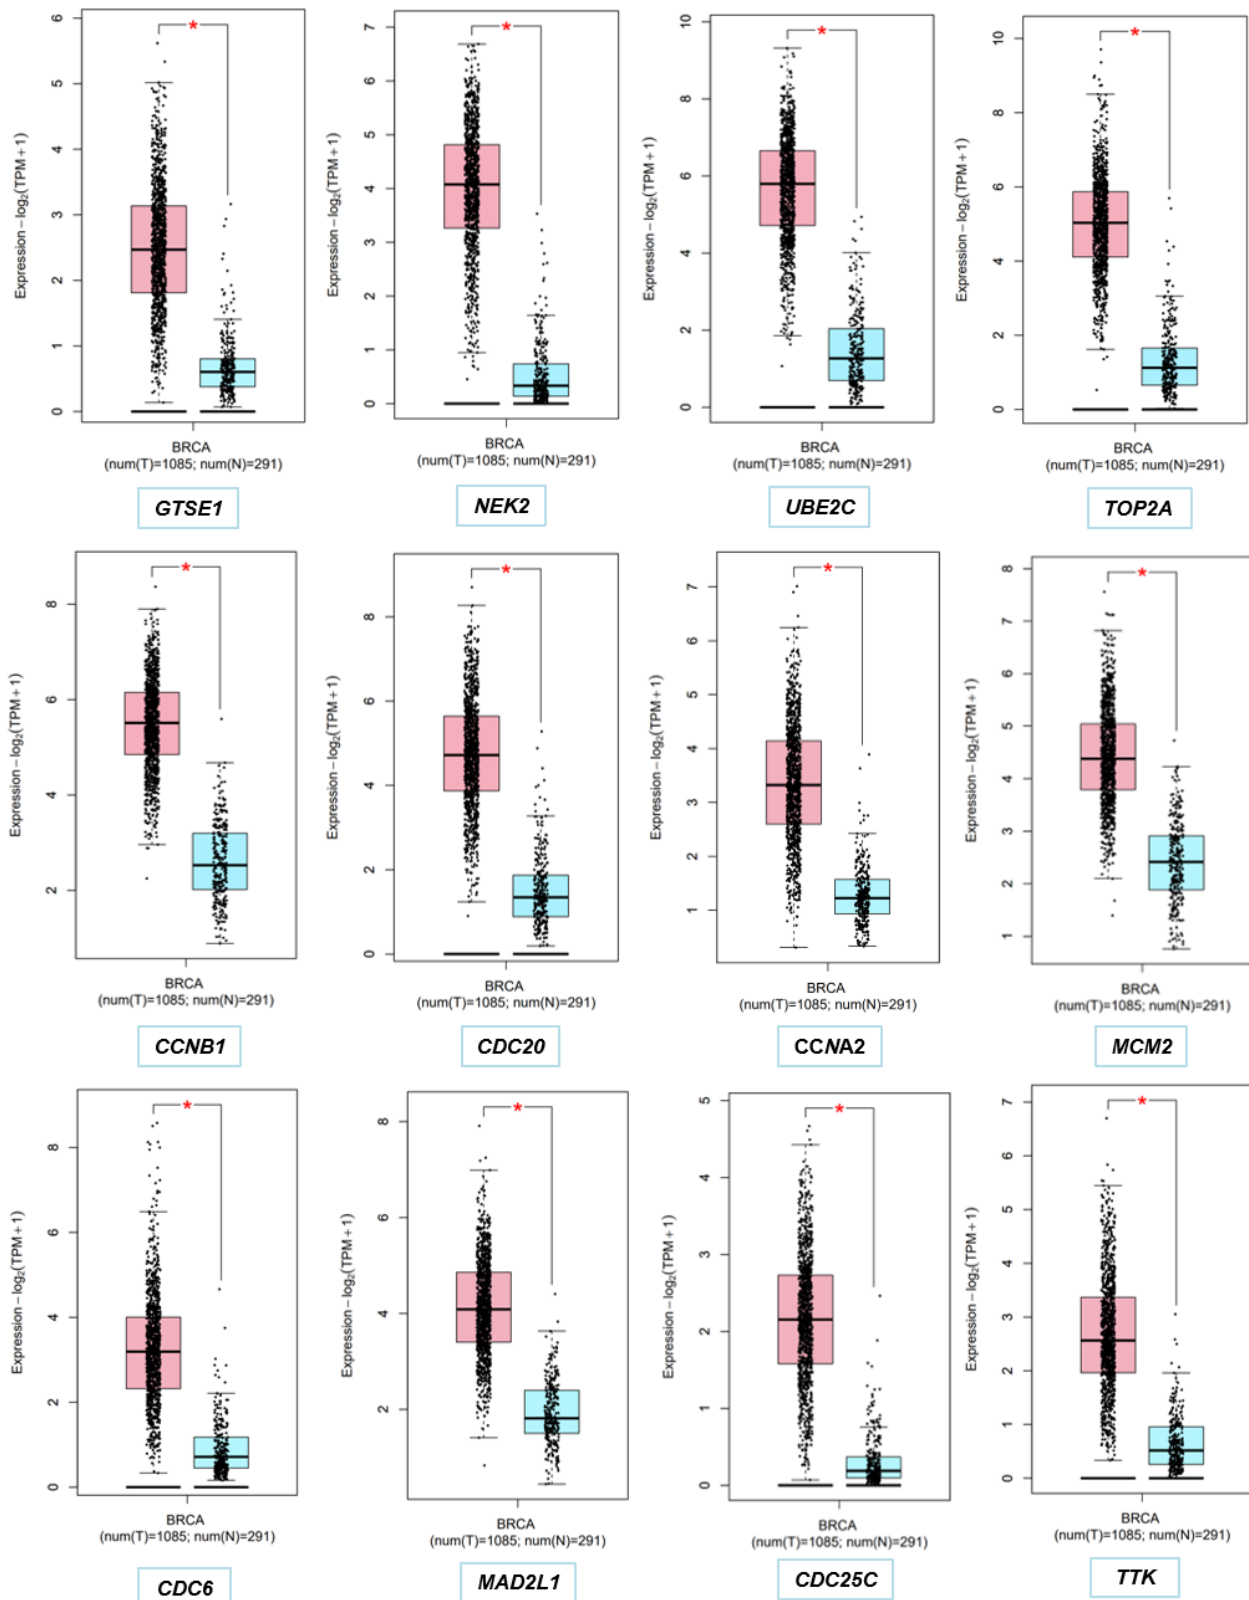 Expression – log₂(TPM + 1)
0 1 2 3 4 5 6
*
BRCA
(num(T)=1085; num(N)=291)
GTSE1
Expression – log₂(TPM + 1)
0 1 2 3 4 5 6 7
*
BRCA
(num(T)=1085; num(N)=291)
NEK2
Expression – log₂(TPM + 1)
0 2 4 6 8 10
*
BRCA
(num(T)=1085; num(N)=291)
UBE2C
Expression – log₂(TPM + 1)
0 2 4 6 8 10
*
BRCA
(num(T)=1085; num(N)=291)
TOP2A
Expression – log₂(TPM + 1)
2 4 6 8
*
BRCA
(num(T)=1085; num(N)=291)
CCNB1
Expression – log₂(TPM + 1)
0 2 4 6 8
*
BRCA
(num(T)=1085; num(N)=291)
CDC20
Expression – log₂(TPM + 1)
1 2 3 4 5 6 7
*
BRCA
(num(T)=1085; num(N)=291)
CCNA2
Expression – log₂(TPM + 1)
1 2 3 4 5 6 7 8
*
BRCA
(num(T)=1085; num(N)=291)
MCM2
Expression – log₂(TPM + 1)
0 2 4 6 8
*
BRCA
(num(T)=1085; num(N)=291)
CDC6
Expression – log₂(TPM + 1)
2 4 6 8
*
BRCA
(num(T)=1085; num(N)=291)
MAD2L1
Expression – log₂(TPM + 1)
0 1 2 3 4 5
*
BRCA
(num(T)=1085; num(N)=291)
CDC25C
Expression – log₂(TPM + 1)
0 1 2 3 4 5 6 7
*
BRCA
(num(T)=1085; num(N)=291)
TTK